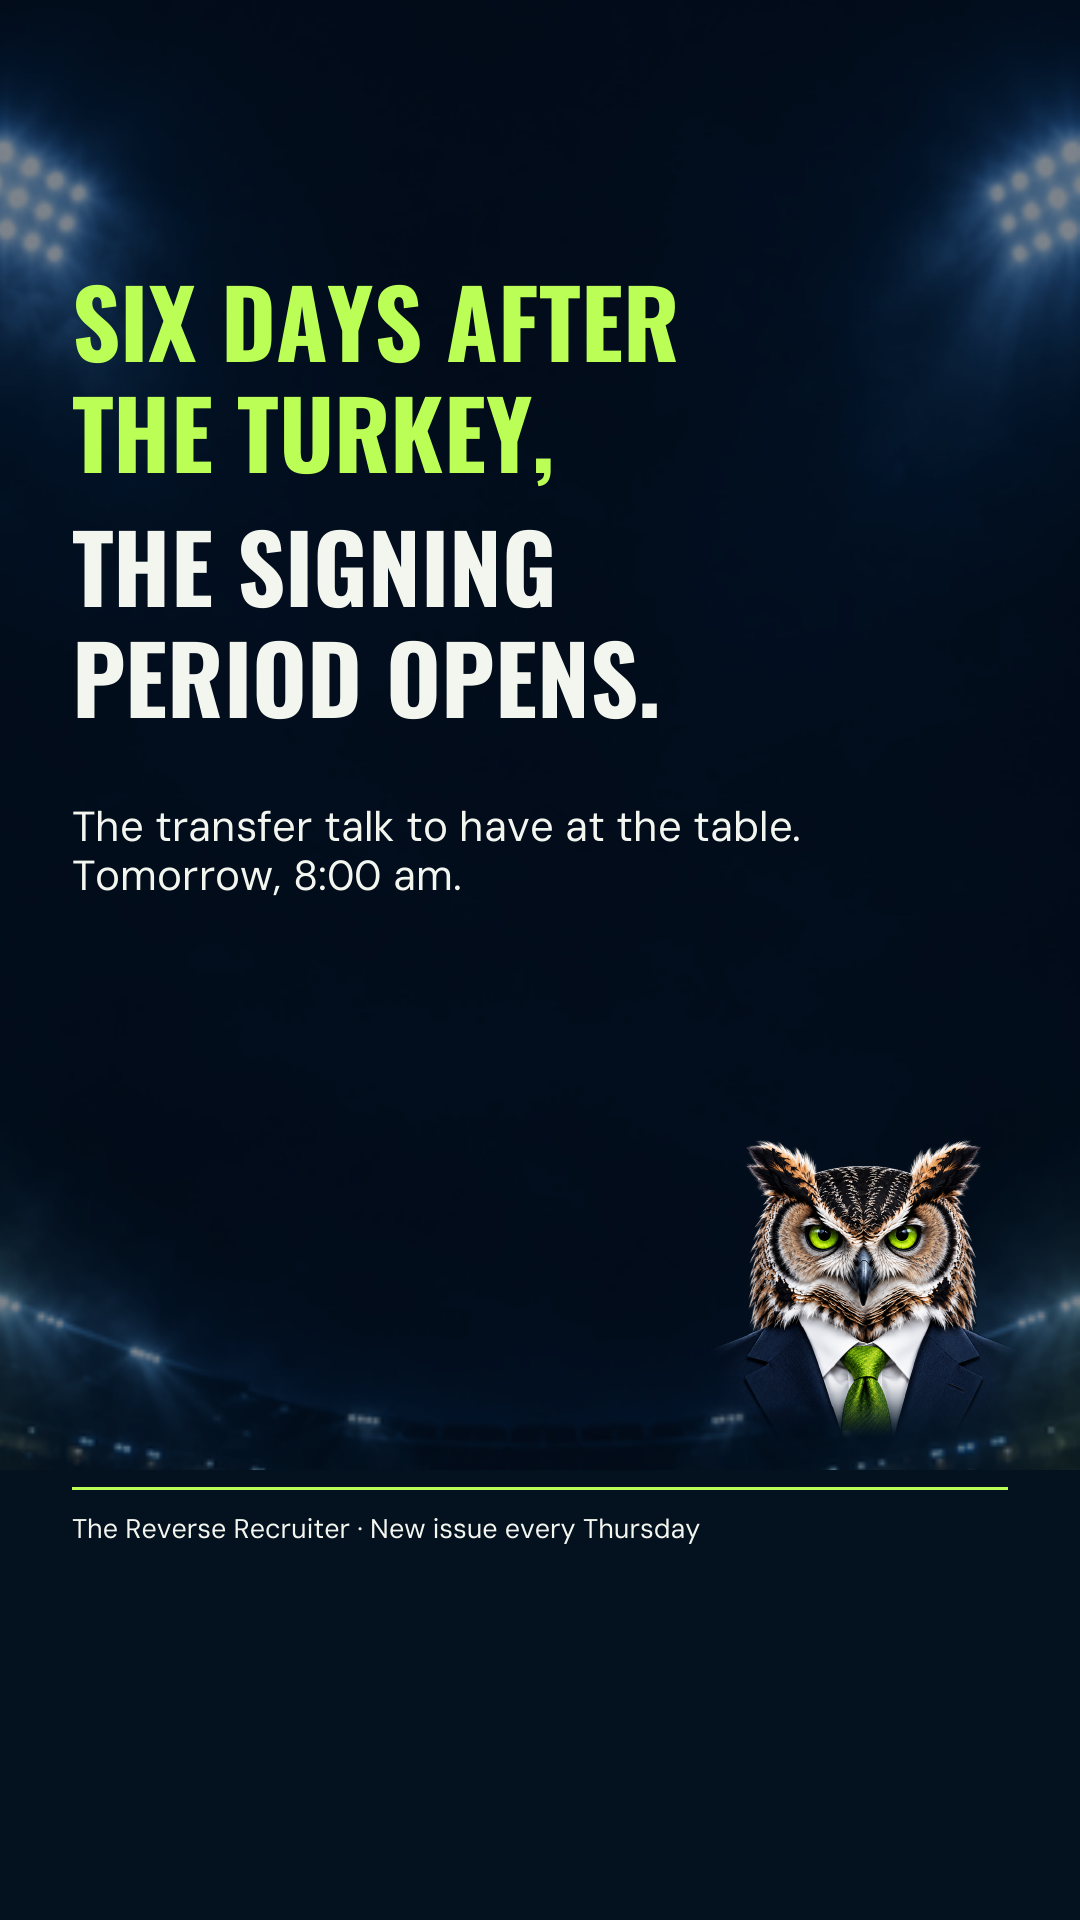 SIX DAYS AFTER
THE TURKEY,
THE SIGNING
PERIOD OPENS.
The transfer talk to have at the table.
Tomorrow, 8:00 am.
The Reverse Recruiter · New issue every Thursday